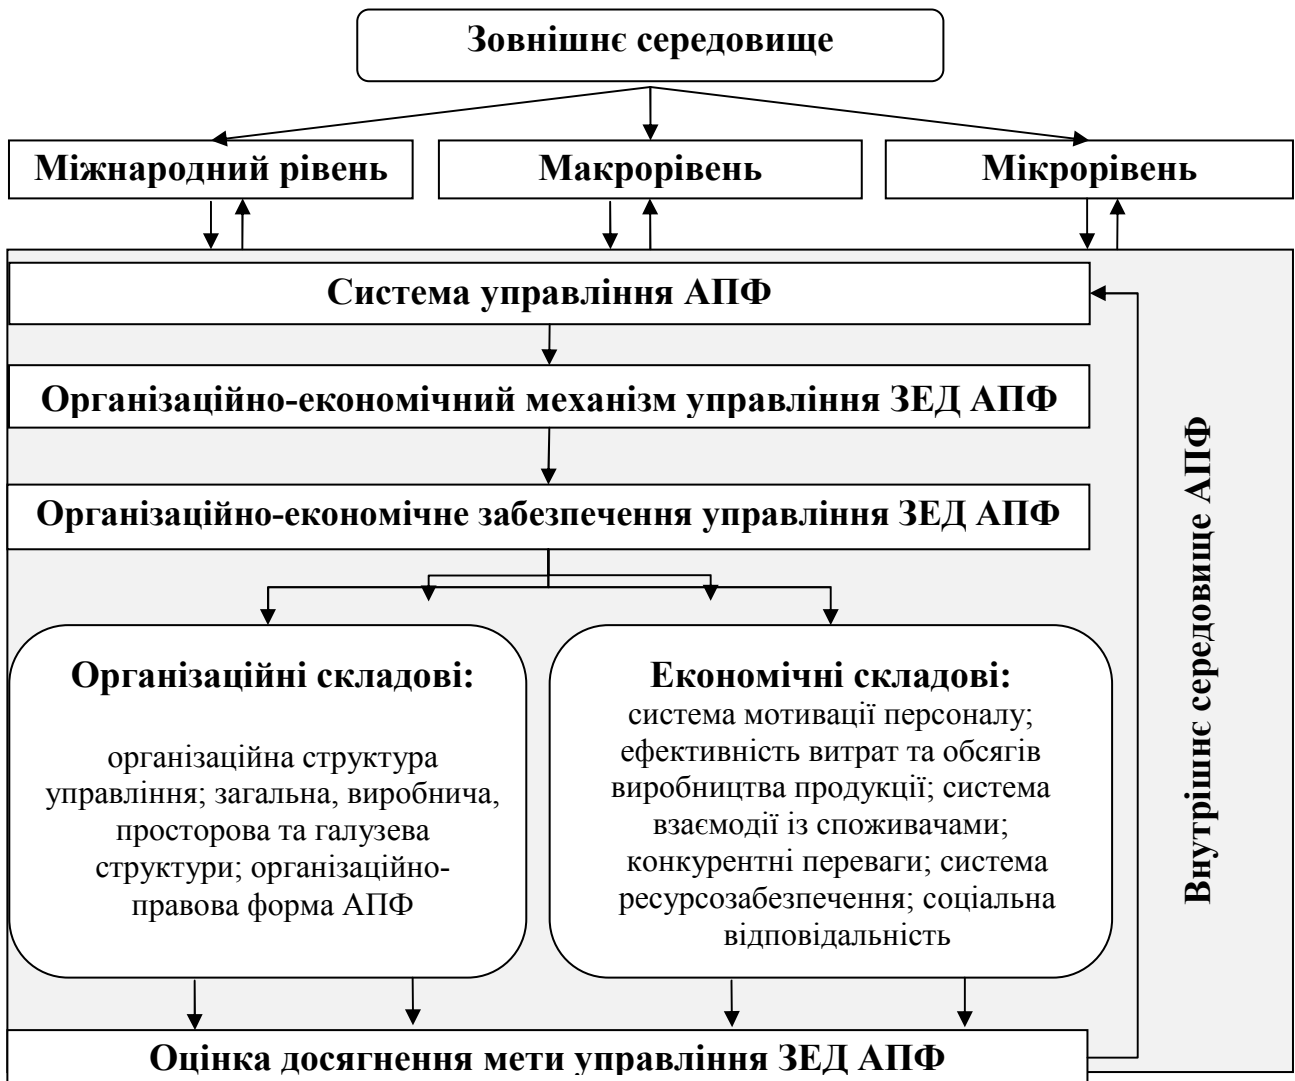 Зовнішнє середовище
Міжнародний рівень
Макрорівень
Мікрорівень
Система управління АПФ
Організаційно-економічний механізм управління ЗЕД АПФ
Організаційно-економічне забезпечення управління ЗЕД АПФ
Організаційні складові:
організаційна структура
управління; загальна, виробнича,
просторова та галузева
структури; організаційно-
правова форма АПФ
Економічні складові:
система мотивації персоналу;
ефективність витрат та обсягів
виробництва продукції; система
взаємодії із споживачами;
конкурентні переваги; система
ресурсозабезпечення; соціальна
відповідальність
Оцінка досягнення мети управління ЗЕД АПФ
Внутрішнє середовище АПФ